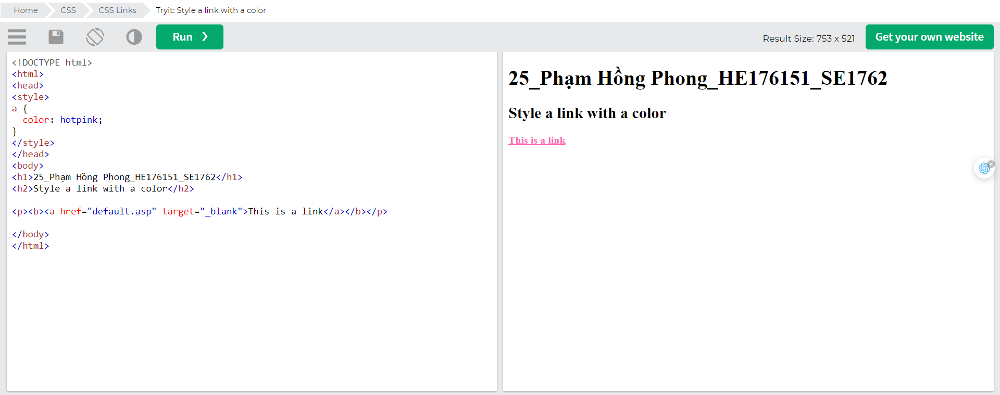 Home CSS CSS Links Tryit: Style a link with a color
Run ❯ Result Size: 753 x 521 Get your own website
<!DOCTYPE html>
<html>
<head>
<style>
a {
  color: hotpink;
}
</style>
</head>
<body>
<h1>25_Phạm Hồng Phong_HE176151_SE1762</h1>
<h2>Style a link with a color</h2>

<p><b><a href="default.asp" target="_blank">This is a link</a></b></p>

</body>
</html>
25_Phạm Hồng Phong_HE176151_SE1762
Style a link with a color
This is a link